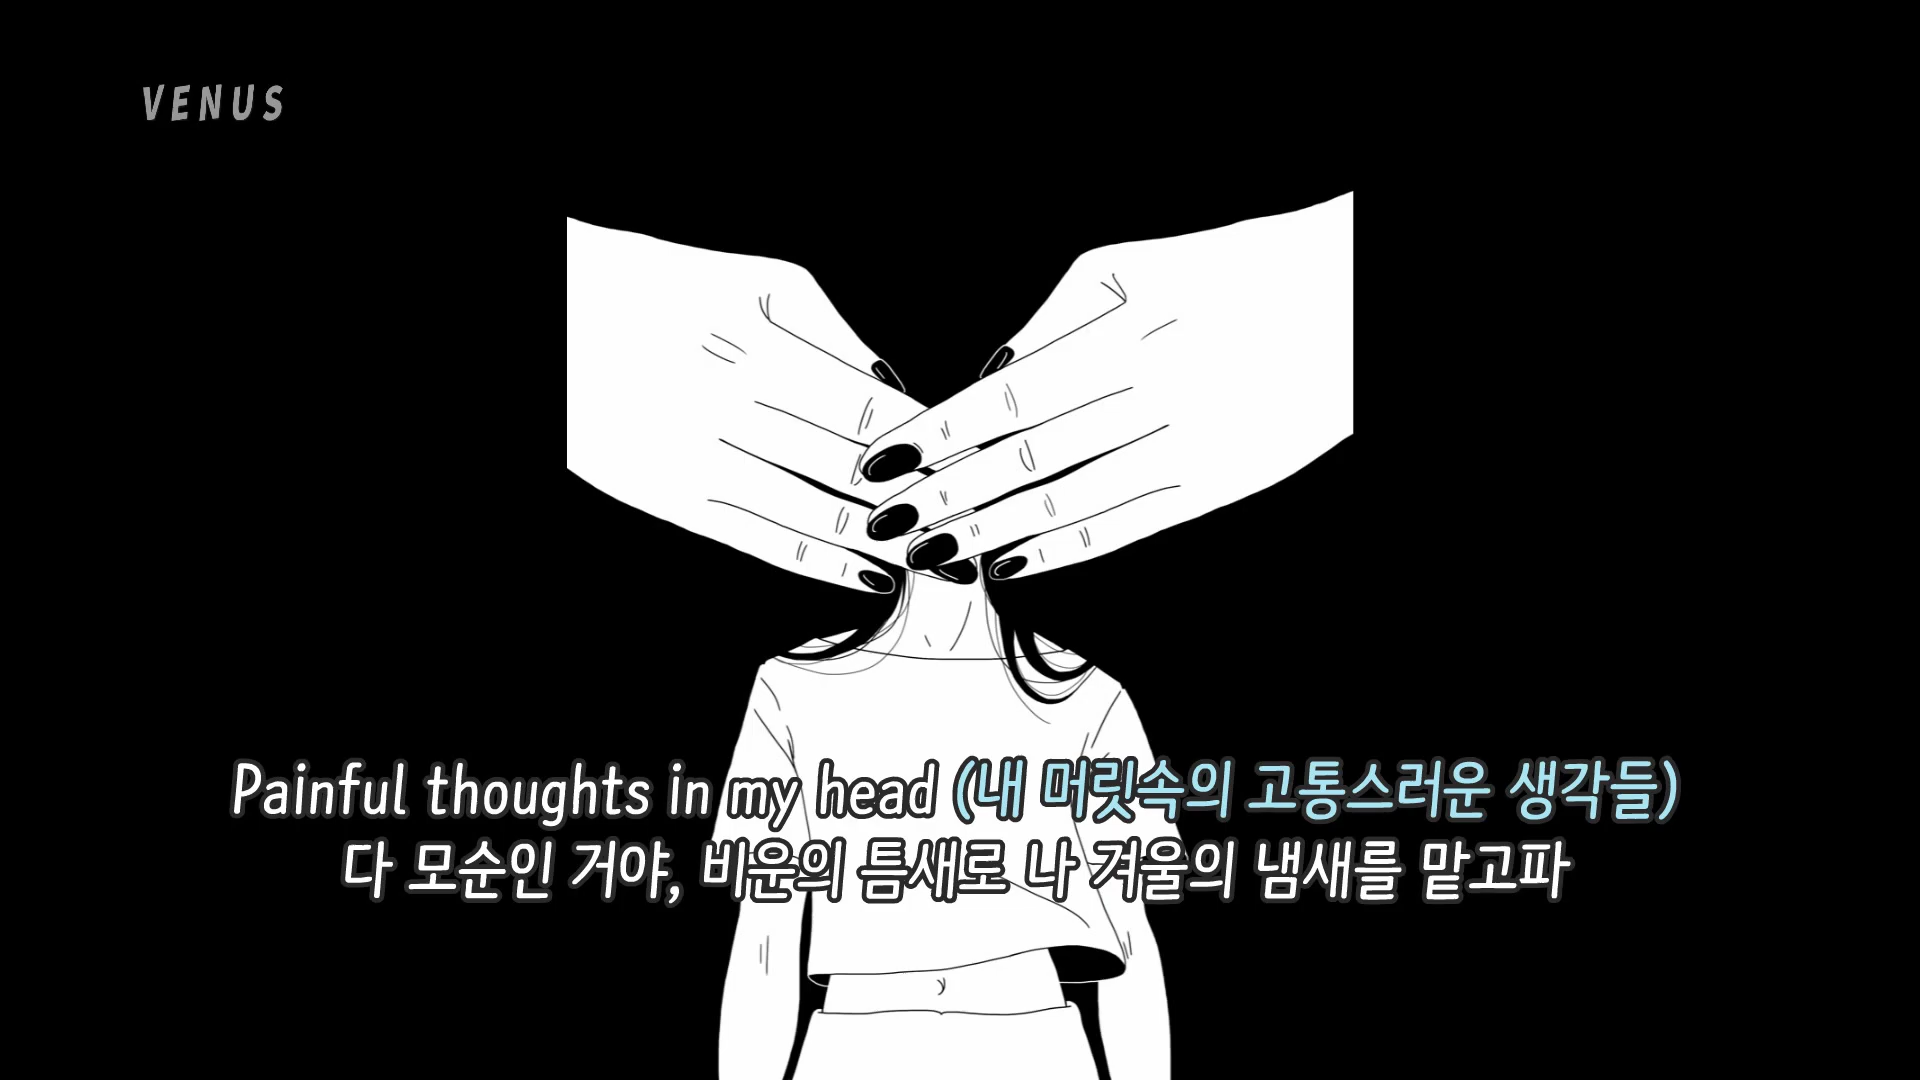 VENUS
Painful thoughts in my head (내 머릿속의 고통스러운 생각들)
다 모순인 거야, 비운의 틈새로 나 겨울의 냄새를 맡고파